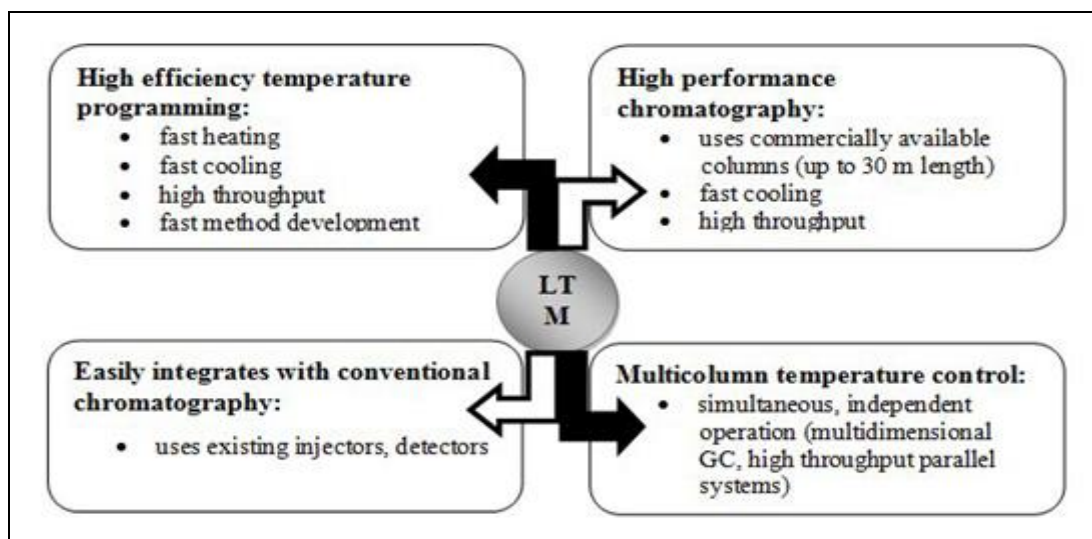 High efficiency temperature
programming:
• fast heating
• fast cooling
• high throughput
• fast method development
High performance
chromatography:
• uses commercially available
columns (up to 30 m length)
• fast cooling
• high throughput
LT
M
Easily integrates with conventional
chromatography:
• uses existing injectors, detectors
Multicolumn temperature control:
• simultaneous, independent
operation (multidimensional
GC, high throughput parallel
systems)